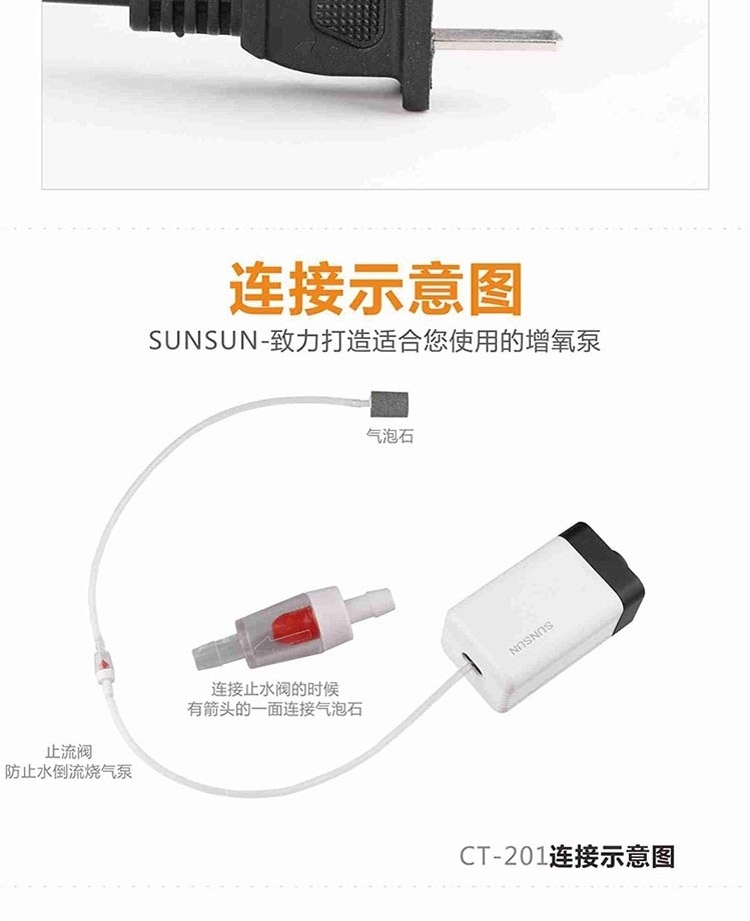 连接示意图
SUNSUN-致力打造适合您使用的增氧泵
气泡石
SUNSUN
连接止水阀的时候
有箭头的一面连接气泡石
止流阀
防止水倒流烧气泵
CT-201连接示意图